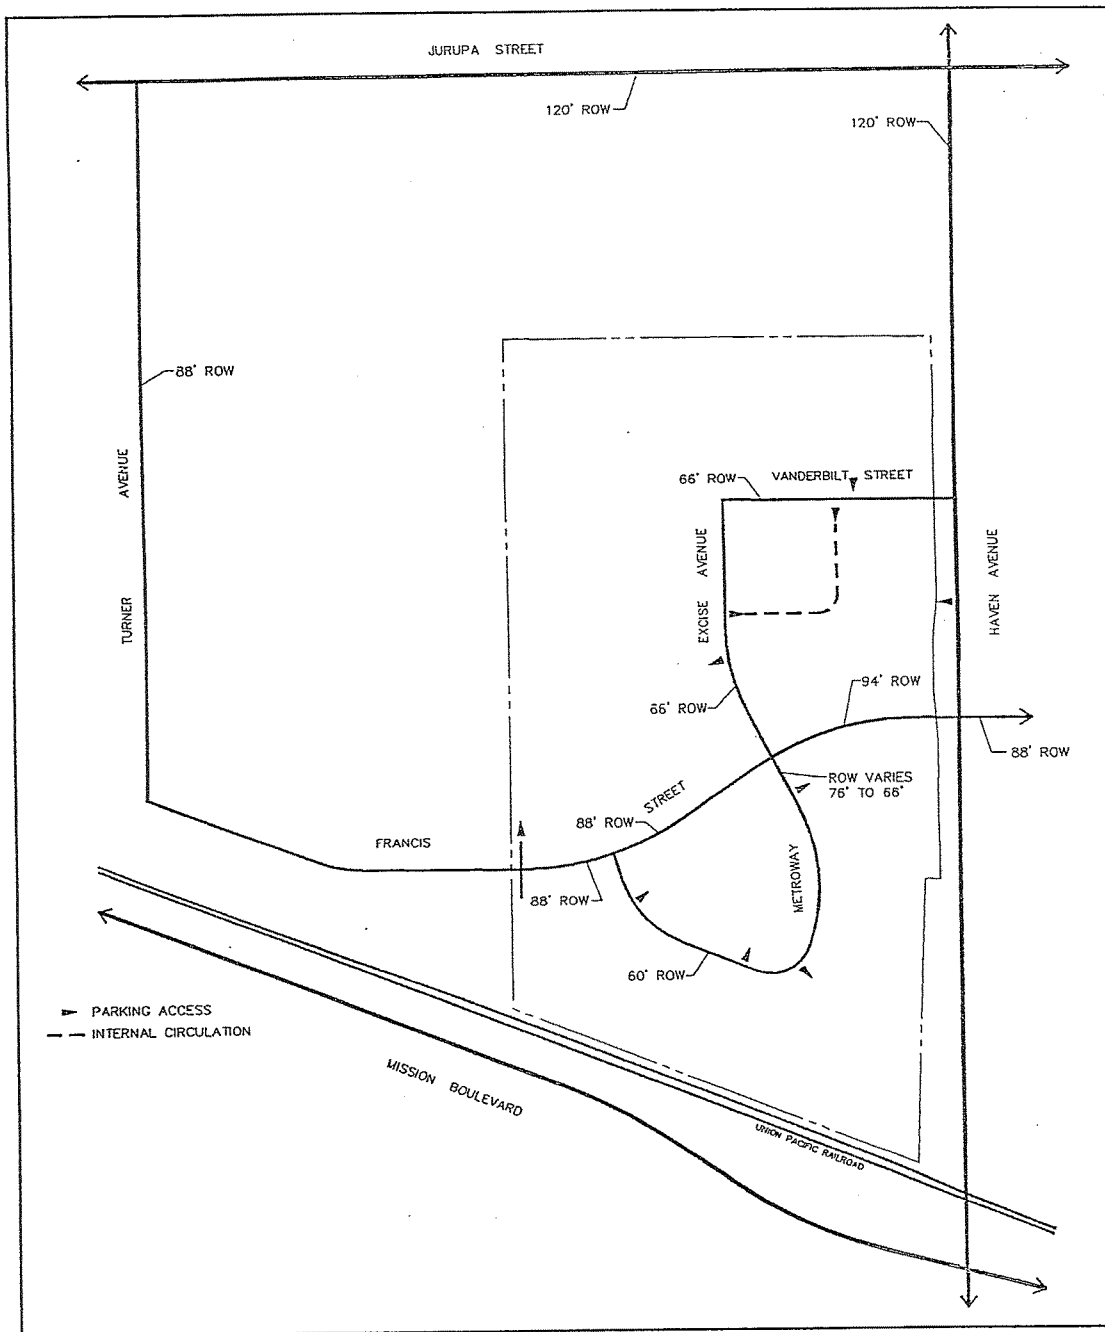 JURUPA STREET
120' ROW
120' ROW
88' ROW
TURNER AVENUE
66' ROW
VANDERBILT STREET
EXCISE AVENUE
HAVEN AVENUE
66' ROW
94' ROW
88' ROW
ROW VARIES
76' TO 66'
FRANCIS STREET
88' ROW
88' ROW
METROWAY
60' ROW
PARKING ACCESS
INTERNAL CIRCULATION
MISSION BOULEVARD
UNION PACIFIC RAILROAD